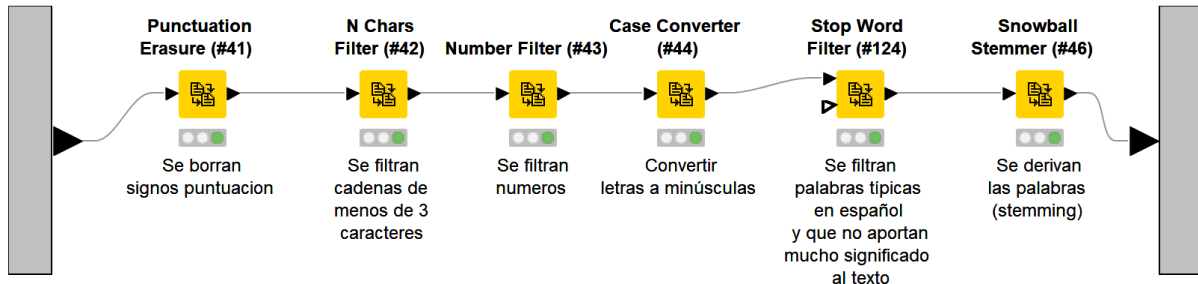 Punctuation
Erasure (#41)
N Chars
Filter (#42)
Number Filter (#43)
Case Converter
(#44)
Stop Word
Filter (#124)
Snowball
Stemmer (#46)
Se borran
signos puntuacion
Se filtran
cadenas de
menos de 3
caracteres
Se filtran
numeros
Convertir
letras a minúsculas
Se filtran
palabras típicas
en español
y que no aportan
mucho significado
al texto
Se derivan
las palabras
(stemming)